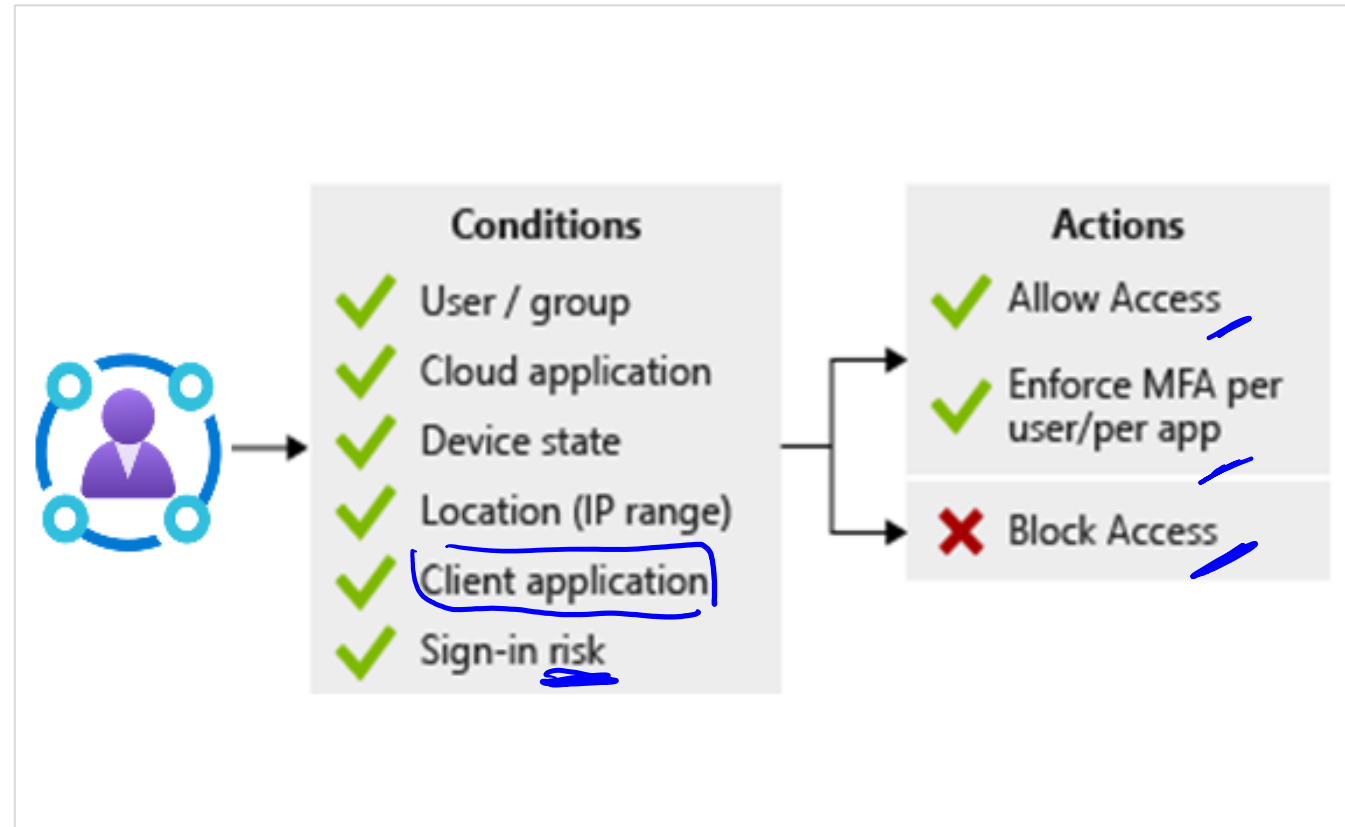 Conditions
User / group
Cloud application
Device state
Location (IP range)
Client application
Sign-in risk
Actions
Allow Access
Enforce MFA per
user/per app
Block Access